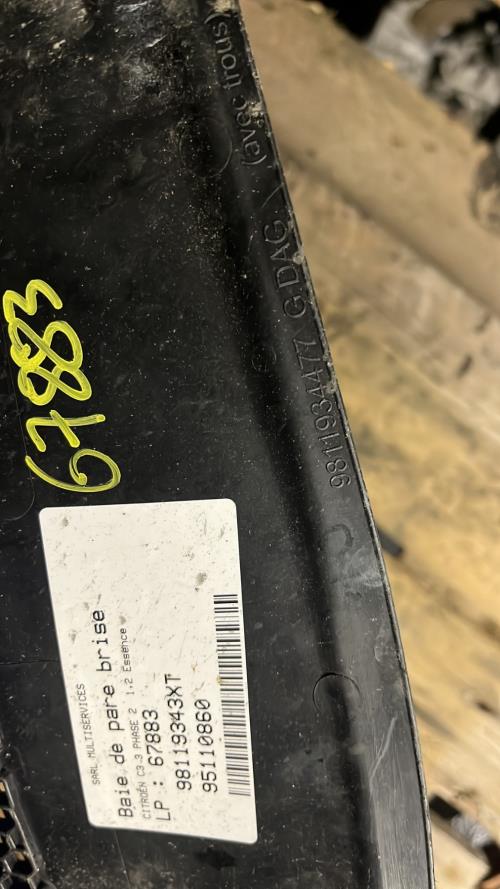 (avec trous)
9811934477 G DAG
67883
SARL MULTISERVICES
Baie de pare brise
CITROËN C3.3 PHASE 2 1.2 Essence
LP : 67883
98119343XT
95110860